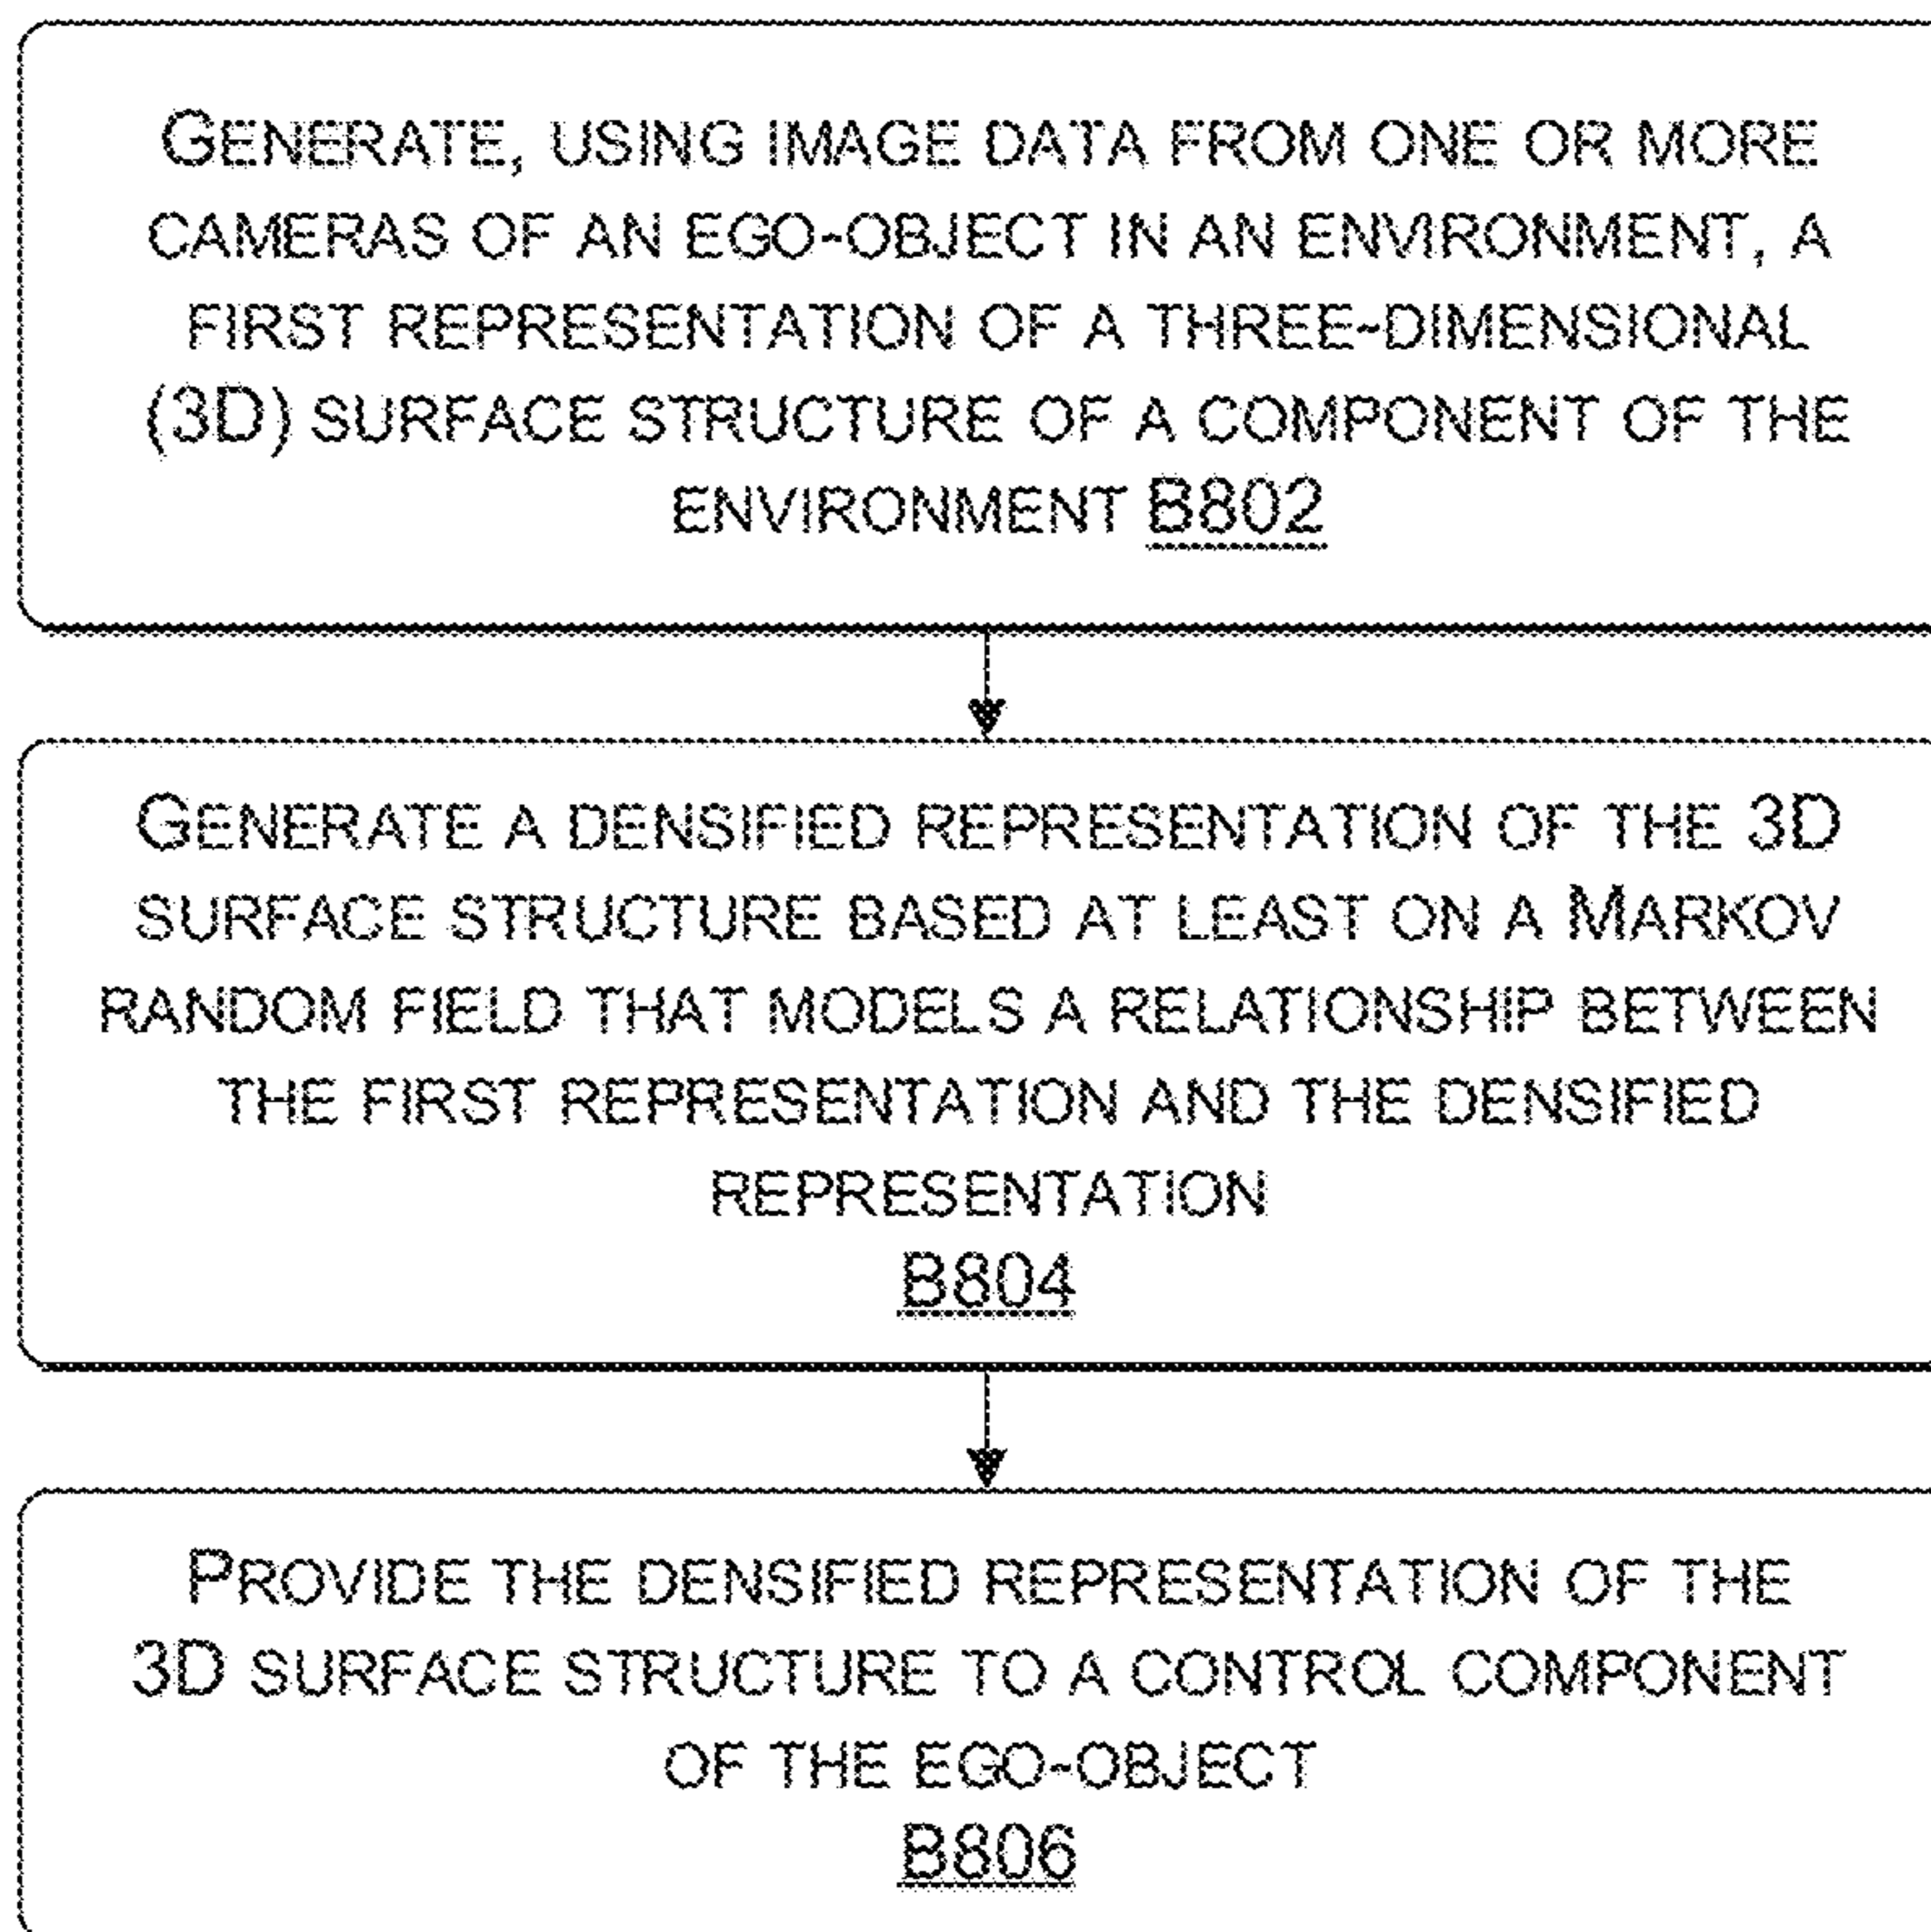 GENERATE, USING IMAGE DATA FROM ONE OR MORE
CAMERAS OF AN EGO-OBJECT IN AN ENVIRONMENT, A
FIRST REPRESENTATION OF A THREE-DIMENSIONAL
(3D) SURFACE STRUCTURE OF A COMPONENT OF THE
ENVIRONMENT B802
GENERATE A DENSIFIED REPRESENTATION OF THE 3D
SURFACE STRUCTURE BASED AT LEAST ON A MARKOV
RANDOM FIELD THAT MODELS A RELATIONSHIP BETWEEN
THE FIRST REPRESENTATION AND THE DENSIFIED
REPRESENTATION
B804
PROVIDE THE DENSIFIED REPRESENTATION OF THE
3D SURFACE STRUCTURE TO A CONTROL COMPONENT
OF THE EGO-OBJECT
B806